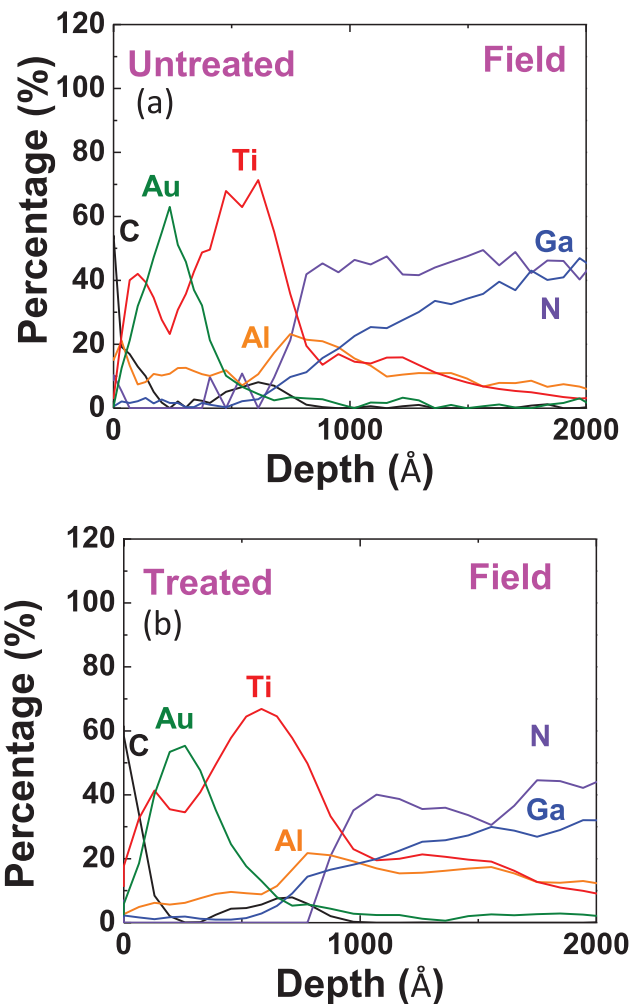 120
Untreated Field
100
(a)
80
Ti
Au
60
C
Ga
40
N
Al
20
0
0 1000 2000
Percentage (%)
Depth (Å)
120
Treated Field
100
(b)
80
Ti
Au
60
C
N
40
Ga
Al
20
0
0 1000 2000
Percentage (%)
Depth (Å)